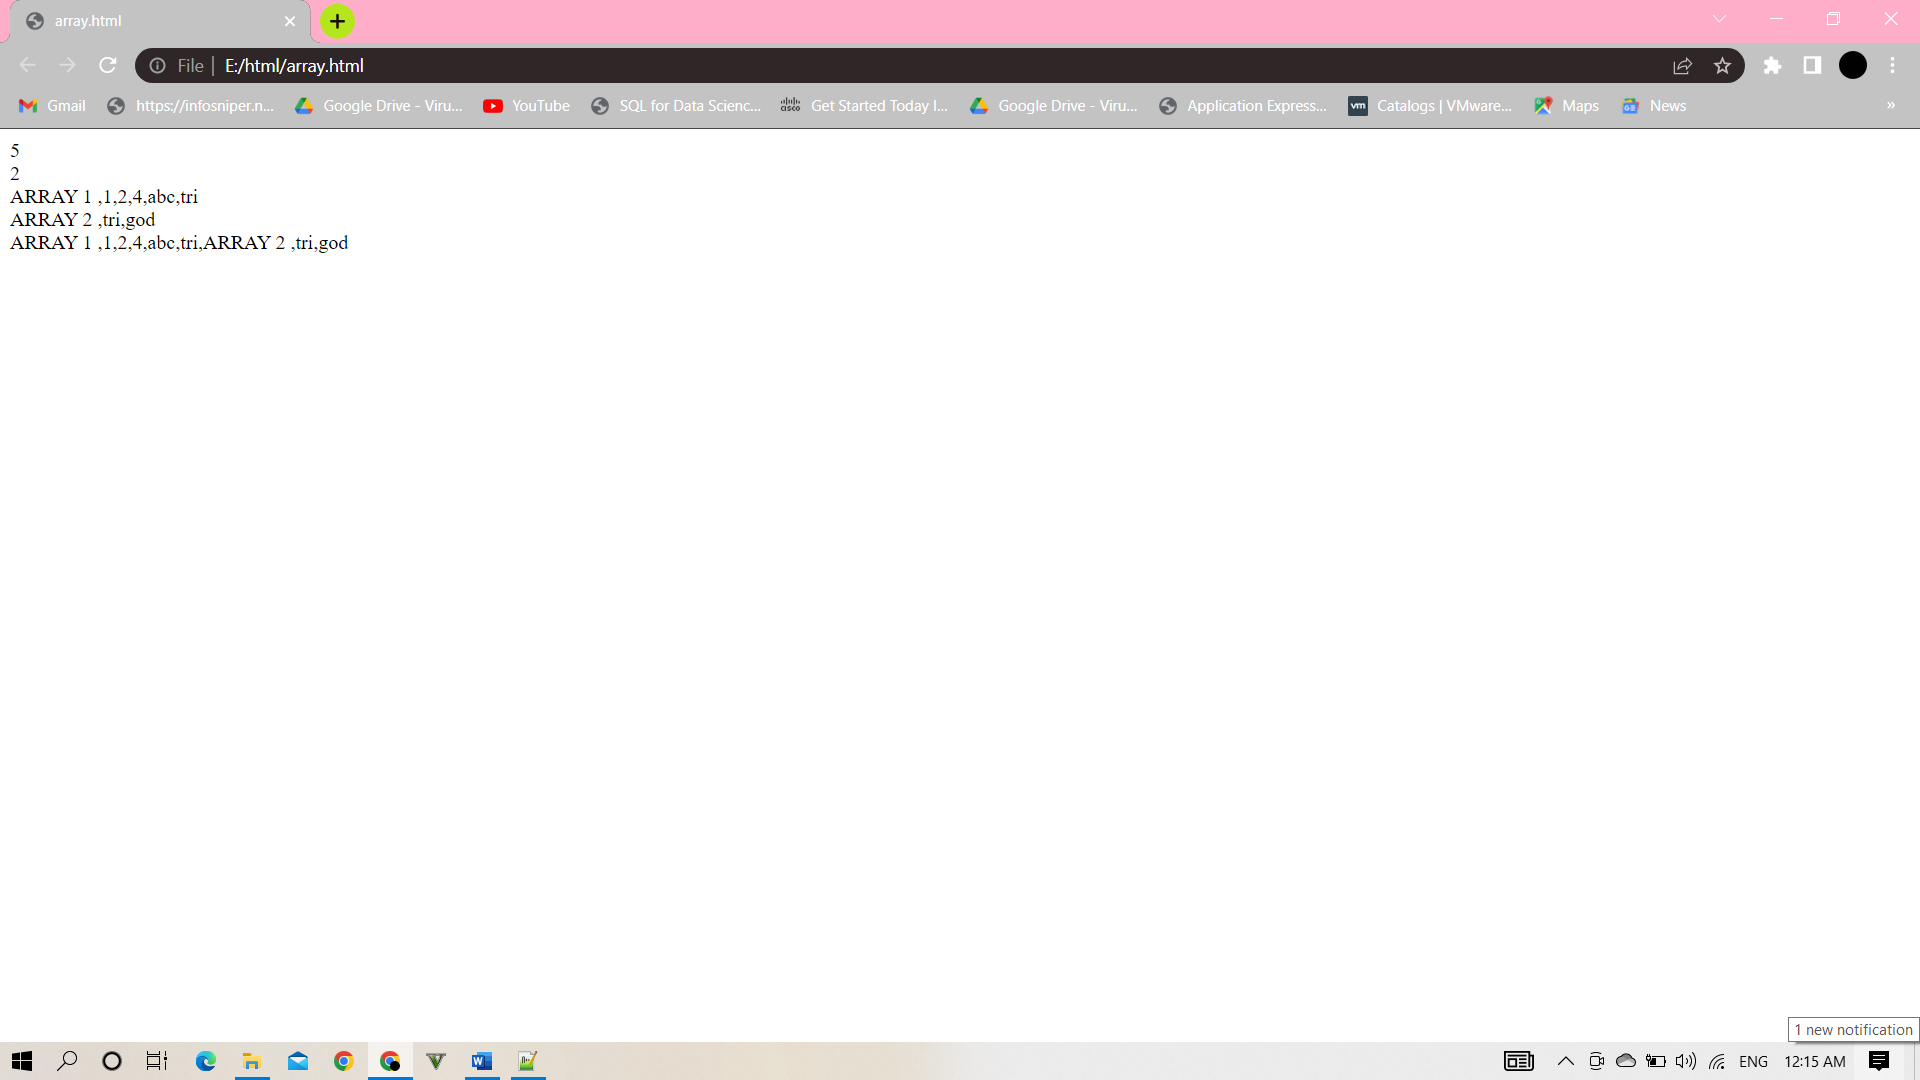 array.html
File | E:/html/array.html
Gmail https://infosniper.n... Google Drive - Viru... YouTube SQL for Data Scienc... cisco Get Started Today I... Google Drive - Viru... Application Express... vm Catalogs | VMware... Maps News »
5
2
ARRAY 1 ,1,2,4,abc,tri
ARRAY 2 ,tri,god
ARRAY 1 ,1,2,4,abc,tri,ARRAY 2 ,tri,god
1 new notification
ENG 12:15 AM